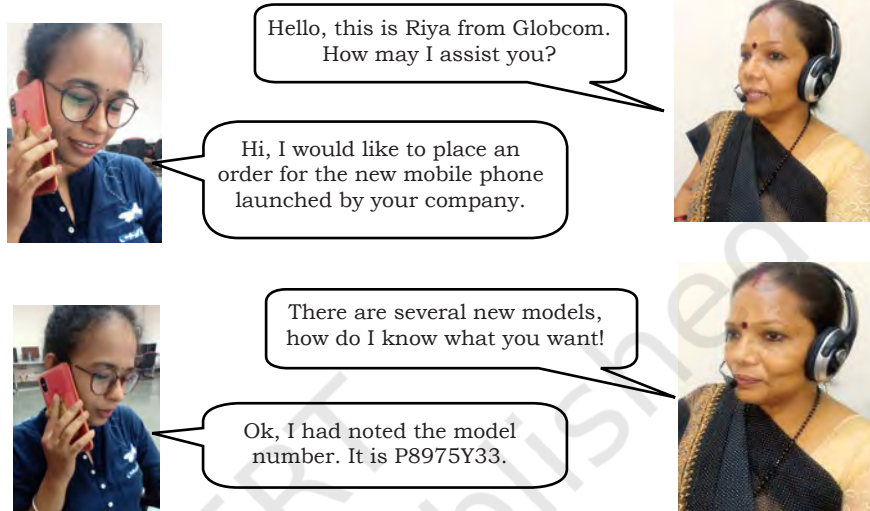 Hello, this is Riya from Globcom.
How may I assist you?
Hi, I would like to place an
order for the new mobile phone
launched by your company.
There are several new models,
how do I know what you want!
Ok, I had noted the model
number. It is P8975Y33.